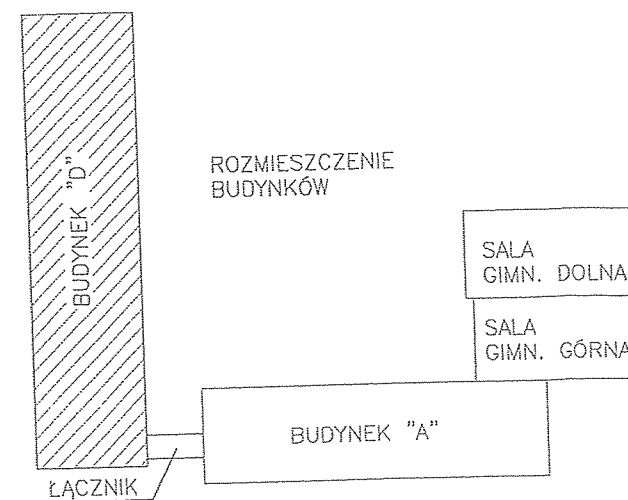 ROZMIESZCZENIE
BUDYNKÓW
BUDYNEK "D"
SALA
GIMN. DOLNA
SALA
GIMN. GÓRNA
BUDYNEK "A"
ŁĄCZNIK